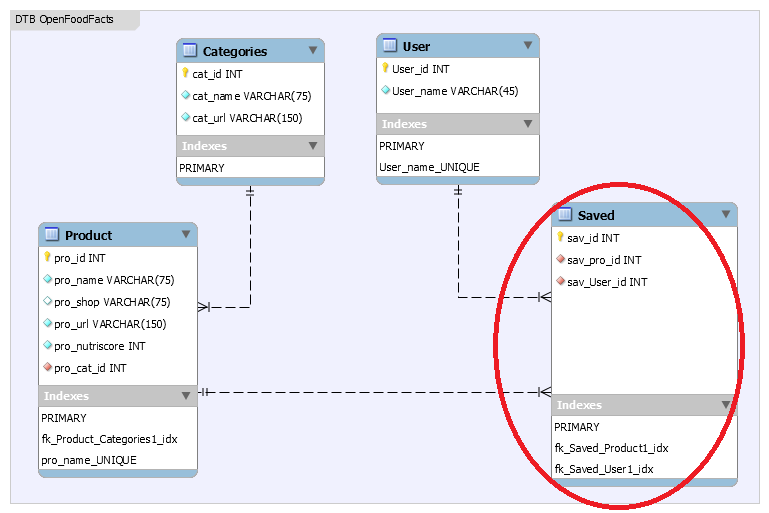 DTB OpenFoodFacts
Categories
cat_id INT
cat_name VARCHAR(75)
cat_url VARCHAR(150)
Indexes
PRIMARY
User
User_id INT
User_name VARCHAR(45)
Indexes
PRIMARY
User_name_UNIQUE
Product
pro_id INT
pro_name VARCHAR(75)
pro_shop VARCHAR(75)
pro_url VARCHAR(150)
pro_nutriscore INT
pro_cat_id INT
Indexes
PRIMARY
fk_Product_Categories1_idx
pro_name_UNIQUE
Saved
sav_id INT
sav_pro_id INT
sav_User_id INT
Indexes
PRIMARY
fk_Saved_Product1_idx
fk_Saved_User1_idx